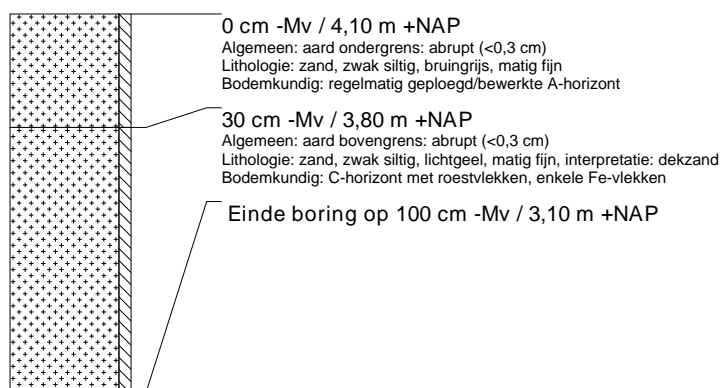 0 cm -Mv / 4,10 m +NAP
Algemeen: aard ondergrens: abrupt (<0,3 cm)
Lithologie: zand, zwak siltig, bruingrijs, matig fijn
Bodemkundig: regelmatig geploegd/bewerkte A-horizont
30 cm -Mv / 3,80 m +NAP
Algemeen: aard bovengrens: abrupt (<0,3 cm)
Lithologie: zand, zwak siltig, lichtgeel, matig fijn, interpretatie: dekzand
Bodemkundig: C-horizont met roestvlekken, enkele Fe-vlekken
Einde boring op 100 cm -Mv / 3,10 m +NAP